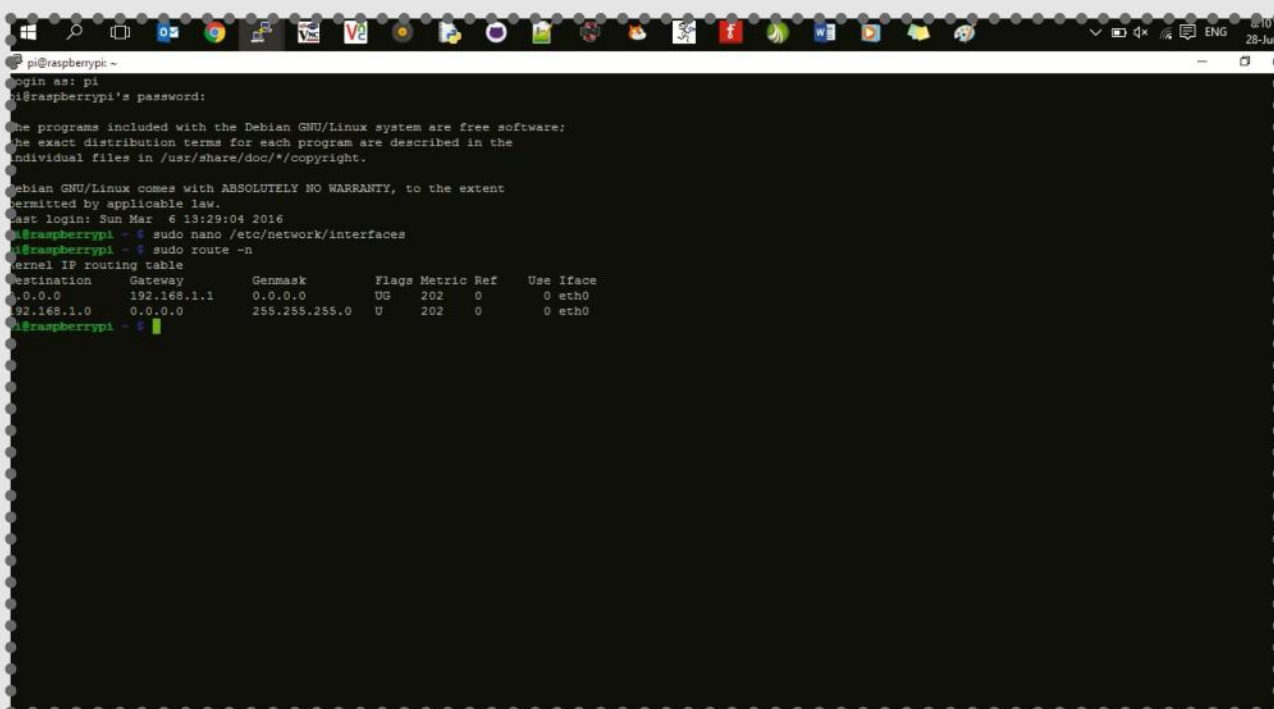 ENG
28-Ju
pi@raspberrypi: ~
ogin as: pi
pi@raspberrypi's password:
he programs included with the Debian GNU/Linux system are free software;
he exact distribution terms for each program are described in the
ndividual files in /usr/share/doc/*/copyright.
ebian GNU/Linux comes with ABSOLUTELY NO WARRANTY, to the extent
permitted by applicable law.
ast login: Sun Mar  6 13:29:04 2016
pi@raspberrypi ~ $ sudo nano /etc/network/interfaces
pi@raspberrypi ~ $ sudo route -n
ernel IP routing table
estination Gateway Genmask Flags Metric Ref Use Iface
.0.0.0 192.168.1.1 0.0.0.0 UG 202 0 0 eth0
92.168.1.0 0.0.0.0 255.255.255.0 U 202 0 0 eth0
pi@raspberrypi ~ $